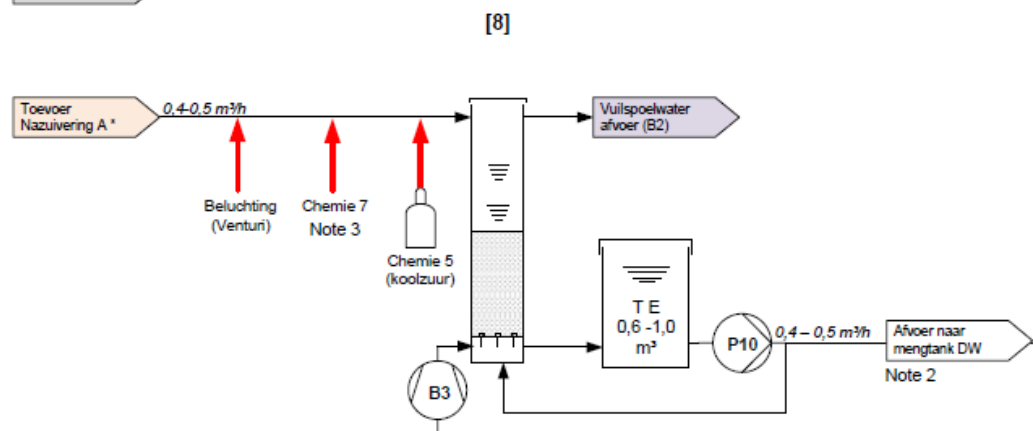 [8]
Toevoer
Nazuivering A *
0,4-0,5 m³/h
Vuilspoelwater
afvoer (B2)
Beluchting
(Venturi)
Chemie 7
Note 3
Chemie 5
(koolzuur)
T E
0,6 -1,0
m³
P10
0,4 – 0,5 m³/h
Afvoer naar
mengtank DW
Note 2
B3